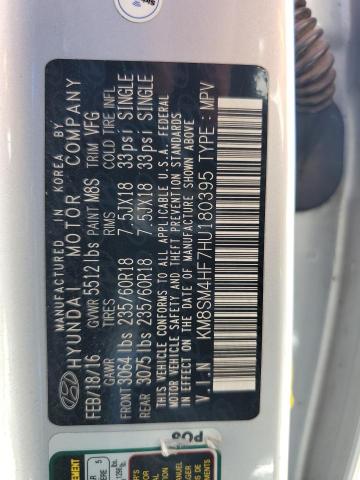 MANUFACTURED IN KOREA BY
HYUNDAI MOTOR COMPANY
FEB/18/16 GVWR 5512 lbs PAINT M8S TRIM VFG
TIRES RIMS COLD TIRE INFL
FRONT 3064 lbs 235/60R18 7.5JX18 33psi SINGLE
REAR 3075 lbs 235/60R18 7.5JX18 33psi SINGLE
THIS VEHICLE CONFORMS TO ALL APPLICABLE U.S.A. FEDERAL
MOTOR VEHICLE SAFETY AND THEFT PREVENTION STANDARDS
IN EFFECT ON THE DATE OF MANUFACTURE SHOWN ABOVE.
V.I.N KM8SM4HF7HU180395 TYPE : MPV
5